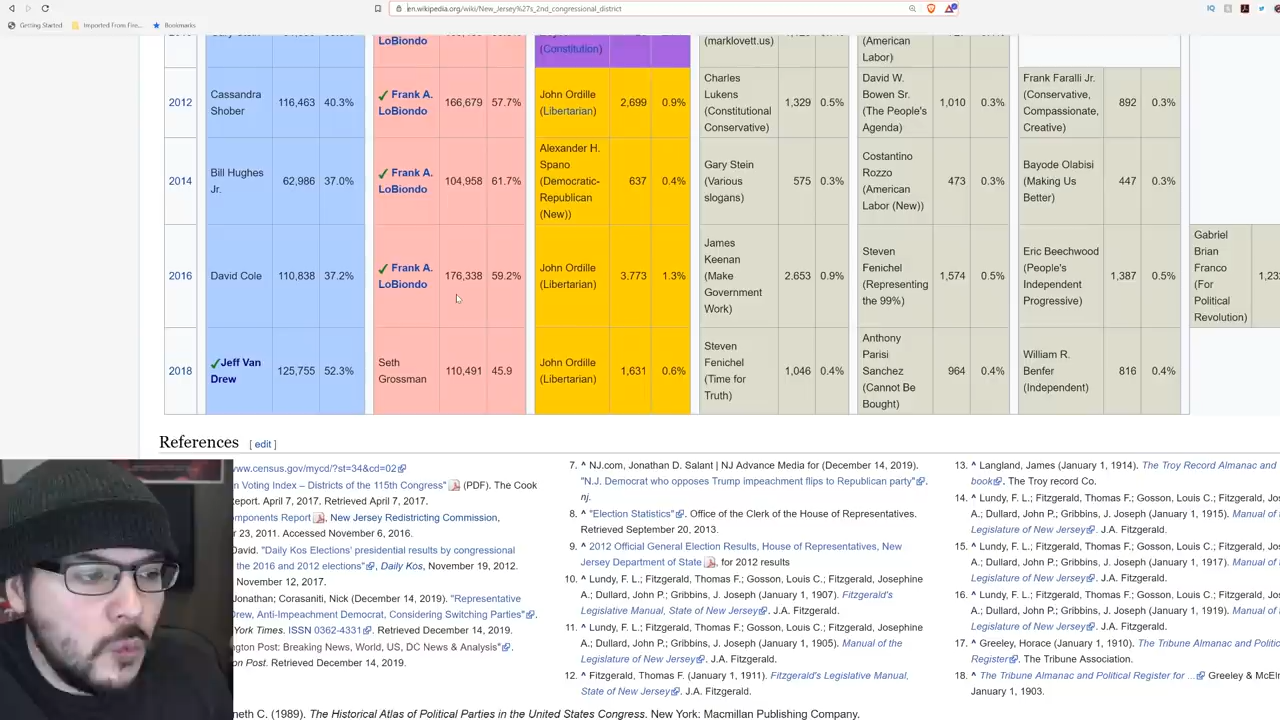 en.wikipedia.org/wiki/New_Jersey%27s_2nd_congressional_district
Getting Started
Imported From Fire...
Bookmarks
LoBiondo
(Constitution)
(marklovett.us)
(American
Labor)
2012
Cassandra
Shober
116,463
40.3%
✓ Frank A.
LoBiondo
166,679
57.7%
John Ordille
(Libertarian)
2,699
0.9%
Charles
Lukens
(Constitutional
Conservative)
1,329
0.5%
David W.
Bowen Sr.
(The People's
Agenda)
1,010
0.3%
Frank Faralli Jr.
(Conservative,
Compassionate,
Creative)
892
0.3%
2014
Bill Hughes
Jr.
62,986
37.0%
✓ Frank A.
LoBiondo
104,958
61.7%
Alexander H.
Spano
(Democratic-
Republican
(New))
637
0.4%
Gary Stein
(Various
slogans)
575
0.3%
Costantino
Rozzo
(American
Labor (New))
473
0.3%
Bayode Olabisi
(Making Us
Better)
447
0.3%
2016
David Cole
110,838
37.2%
✓ Frank A.
LoBiondo
176,338
59.2%
John Ordille
(Libertarian)
3,773
1.3%
James
Keenan
(Make
Government
Work)
2,653
0.9%
Steven
Fenichel
(Representing
the 99%)
1,574
0.5%
Eric Beechwood
(People's
Independent
Progressive)
1,387
0.5%
Gabriel
Brian
Franco
(For
Political
Revolution)
1,23
2018
✓Jeff Van
Drew
125,755
52.3%
Seth
Grossman
110,491
45.9
John Ordille
(Libertarian)
1,631
0.6%
Steven
Fenichel
(Time for
Truth)
1,046
0.4%
Anthony
Parisi
Sanchez
(Cannot Be
Bought)
964
0.4%
William R.
Benfer
(Independent)
816
0.4%
References [ edit ]
www.census.gov/mycd/?st=34&cd=02
n Voting Index – Districts of the 115th Congress" (PDF). The Cook
eport. April 7, 2017. Retrieved April 7, 2017.
omponents Report , New Jersey Redistricting Commission,
r 23, 2011. Accessed November 6, 2016.
David. "Daily Kos Elections' presidential results by congressional
the 2016 and 2012 elections" , Daily Kos, November 19, 2012.
November 12, 2017.
Jonathan; Corasaniti, Nick (December 14, 2019). "Representative
Drew, Anti-Impeachment Democrat, Considering Switching Parties" .
York Times. ISSN 0362-4331 . Retrieved December 14, 2019.
ngton Post: Breaking News, World, US, DC News & Analysis" .
on Post. Retrieved December 14, 2019.
7. ^ NJ.com, Jonathan D. Salant | NJ Advance Media for (December 14, 2019).
"N.J. Democrat who opposes Trump impeachment flips to Republican party" .
nj.
8. ^ "Election Statistics" . Office of the Clerk of the House of Representatives.
Retrieved September 20, 2013.
9. ^ 2012 Official General Election Results, House of Representatives, New
Jersey Department of State , for 2012 results
10. ^ Lundy, F. L.; Fitzgerald, Thomas F.; Gosson, Louis C.; Fitzgerald, Josephine
A.; Dullard, John P.; Gribbins, J. Joseph (January 1, 1907). Fitzgerald's
Legislative Manual, State of New Jersey . J.A. Fitzgerald.
11. ^ Lundy, F. L.; Fitzgerald, Thomas F.; Gosson, Louis C.; Fitzgerald, Josephine
A.; Dullard, John P.; Gribbins, J. Joseph (January 1, 1905). Manual of the
Legislature of New Jersey . J.A. Fitzgerald.
12. ^ Fitzgerald, Thomas F. (January 1, 1911). Fitzgerald's Legislative Manual,
State of New Jersey . J.A. Fitzgerald.
13. ^ Langland, James (January 1, 1914). The Troy Record Almanac and
book . The Troy record Co.
14. ^ Lundy, F. L.; Fitzgerald, Thomas F.; Gosson, Louis C.; Fitzgerald, Jos
A.; Dullard, John P.; Gribbins, J. Joseph (January 1, 1915). Manual of t
Legislature of New Jersey . J.A. Fitzgerald.
15. ^ Lundy, F. L.; Fitzgerald, Thomas F.; Gosson, Louis C.; Fitzgerald, Jos
A.; Dullard, John P.; Gribbins, J. Joseph (January 1, 1917). Manual of t
Legislature of New Jersey . J.A. Fitzgerald.
16. ^ Lundy, F. L.; Fitzgerald, Thomas F.; Gosson, Louis C.; Fitzgerald, Jos
A.; Dullard, John P.; Gribbins, J. Joseph (January 1, 1919). Manual of t
Legislature of New Jersey . J.A. Fitzgerald.
17. ^ Greeley, Horace (January 1, 1910). The Tribune Almanac and Politic
Register . The Tribune Association.
18. ^ The Tribune Almanac and Political Register for ... Greeley & McEl
January 1, 1903.
neth C. (1989). The Historical Atlas of Political Parties in the United States Congress. New York: Macmillan Publishing Company.